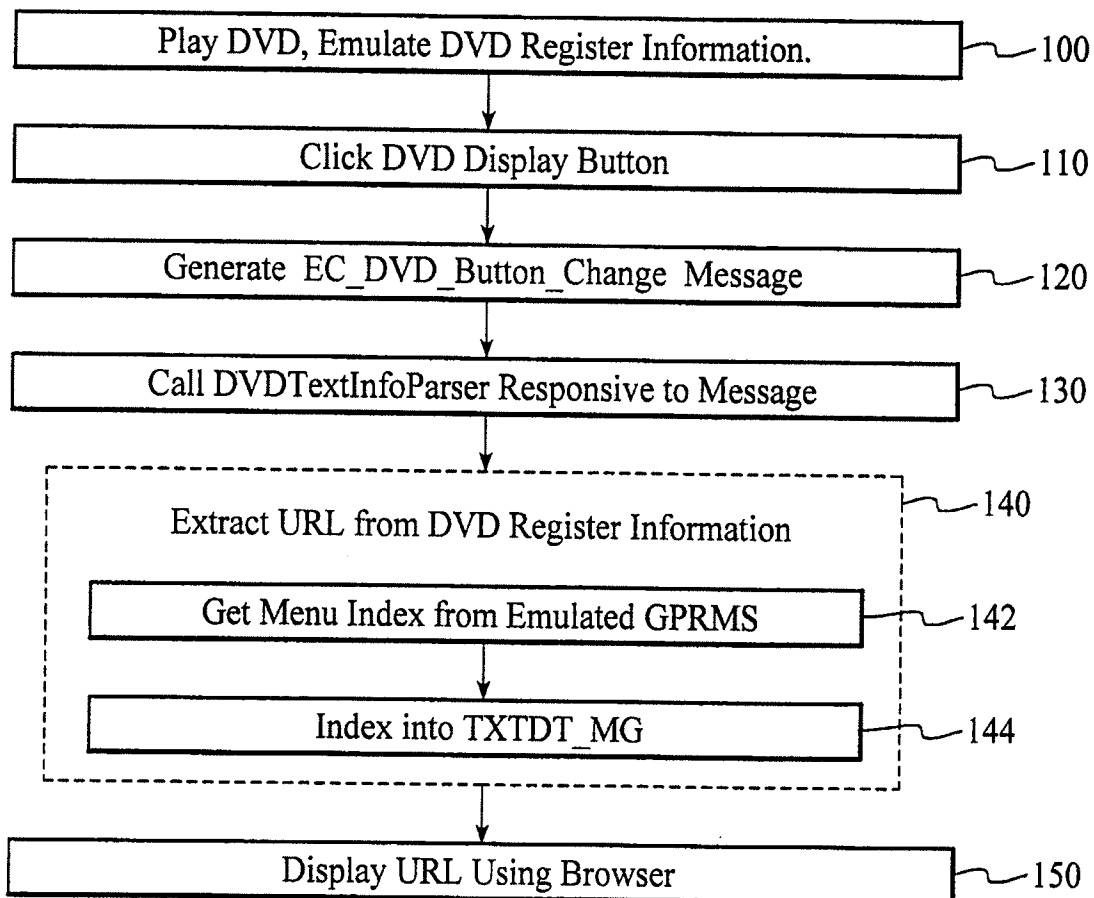 Play DVD, Emulate DVD Register Information.
100
Click DVD Display Button
110
Generate EC_DVD_Button_Change Message
120
Call DVDTextInfoParser Responsive to Message
130
140
Extract URL from DVD Register Information
Get Menu Index from Emulated GPRMS
142
Index into TXTDT_MG
144
Display URL Using Browser
150